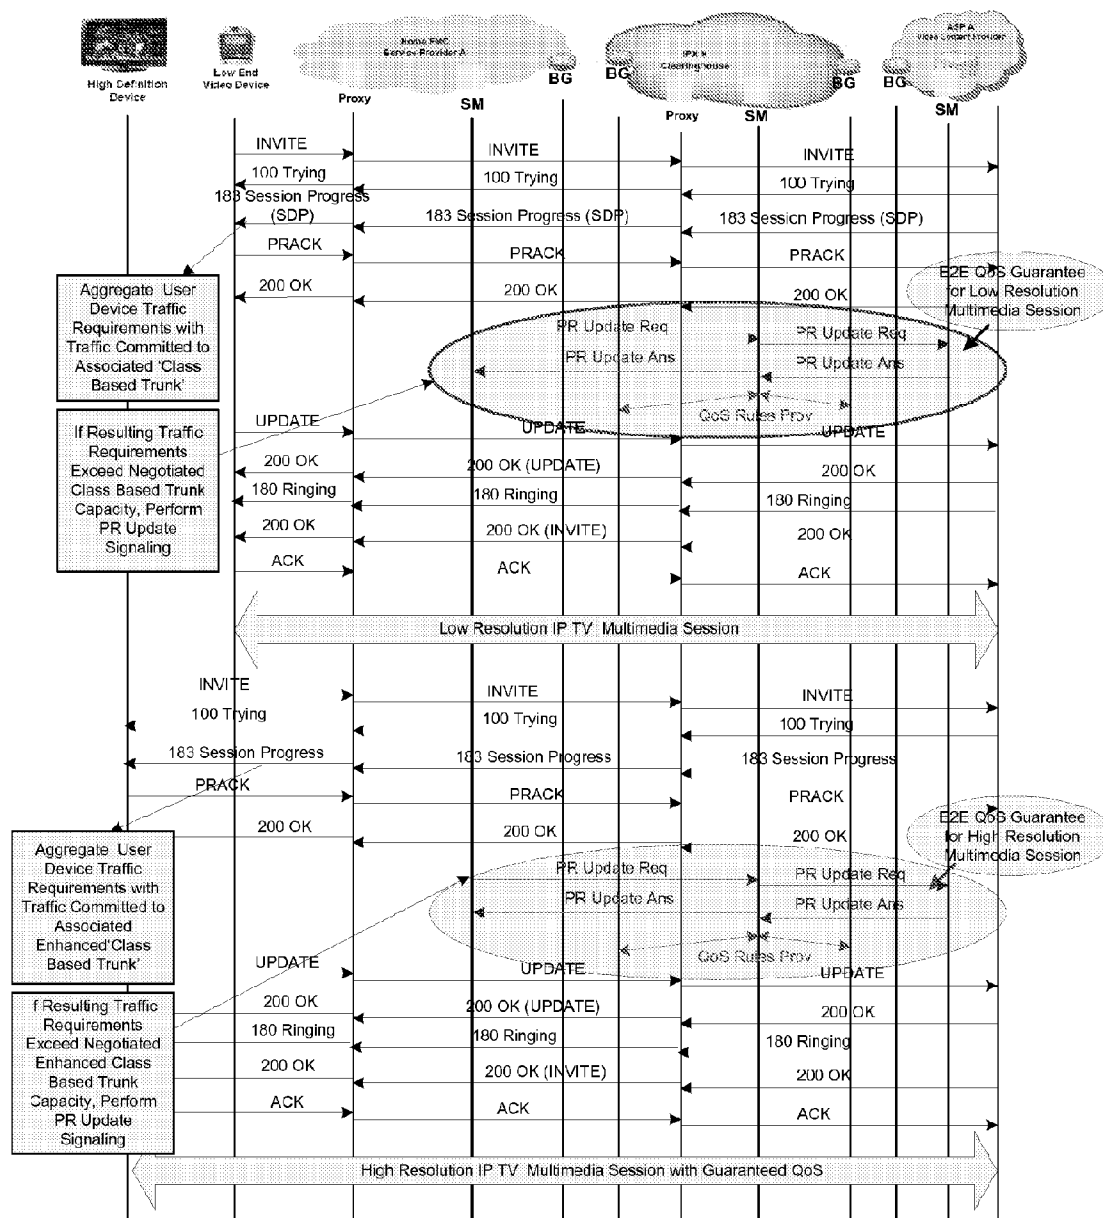 High Definition
Device
Low End
Video Device
Home FMC
Service Provider A
IPX
Clearinghouse
ASP A
Video Content Provider
BG
BG
BG
BG
Proxy
SM
Proxy
SM
SM
INVITE
INVITE
INVITE
100 Trying
100 Trying
100 Trying
183 Session Progress
(SDP)
183 Session Progress (SDP)
183 Session Progress (SDP)
PRACK
PRACK
PRACK
200 OK
200 OK
200 OK
E2E QoS Guarantee
for Low Resolution
Multimedia Session
Aggregate User
Device Traffic
Requirements with
Traffic Committed to
Associated 'Class
Based Trunk'
PR Update Req
PR Update Req
PR Update Ans
PR Update Ans
QoS Rules Prov
If Resulting Traffic
Requirements
Exceed Negotiated
Class Based Trunk
Capacity, Perform
PR Update
Signaling
UPDATE
UPDATE
UPDATE
200 OK
200 OK (UPDATE)
200 OK
180 Ringing
180 Ringing
180 Ringing
200 OK
200 OK (INVITE)
200 OK
ACK
ACK
ACK
Low Resolution IP TV Multimedia Session
INVITE
INVITE
INVITE
100 Trying
100 Trying
100 Trying
183 Session Progress
183 Session Progress
183 Session Progress
PRACK
PRACK
PRACK
200 OK
200 OK
200 OK
E2E QoS Guarantee
for High Resolution
Multimedia Session
Aggregate User
Device Traffic
Requirements with
Traffic Committed to
Associated
Enhanced'Class
Based Trunk'
PR Update Req
PR Update Req
PR Update Ans
PR Update Ans
QoS Rules Prov
f Resulting Traffic
Requirements
Exceed Negotiated
Enhanced Class
Based Trunk
Capacity, Perform
PR Update
Signaling
UPDATE
UPDATE
UPDATE
200 OK
200 OK (UPDATE)
200 OK
180 Ringing
180 Ringing
180 Ringing
200 OK
200 OK (INVITE)
200 OK
ACK
ACK
ACK
High Resolution IP TV Multimedia Session with Guaranteed QoS